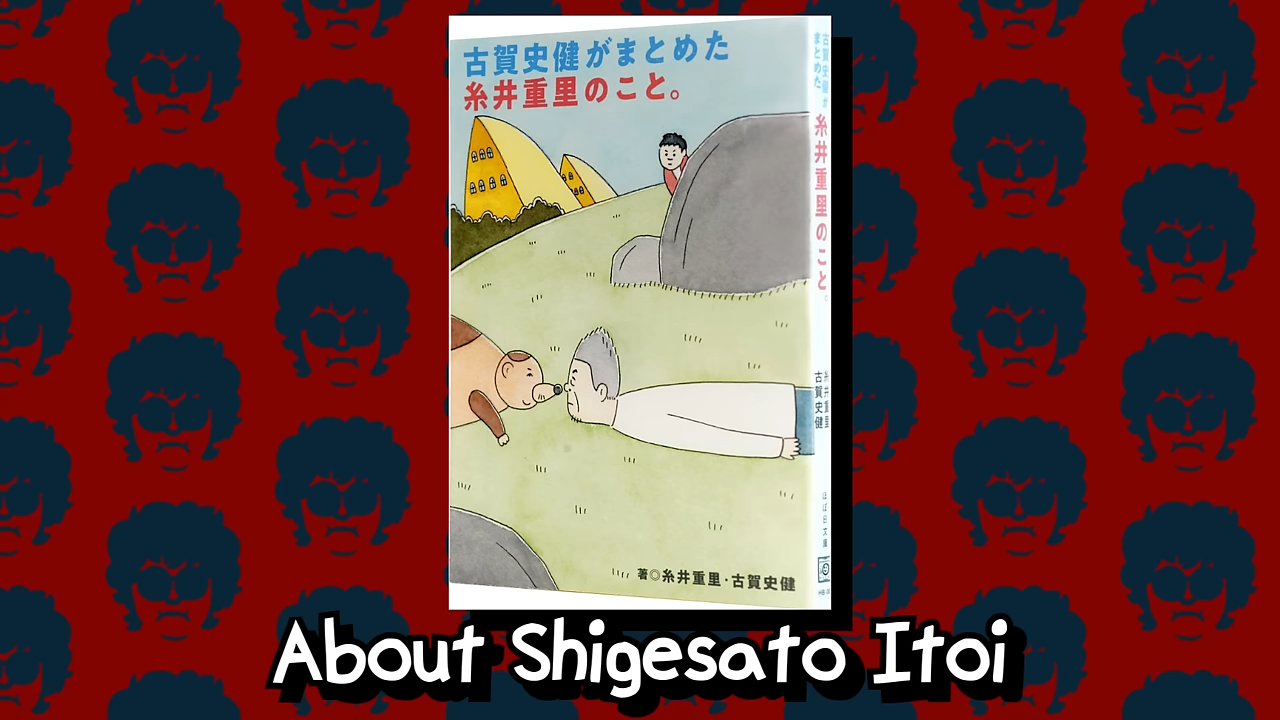 古賀史健がまとめた
糸井重里のこと。
古賀史健が
まとめた
糸井重里のこと。
糸井重里
古賀史健
ほぼ日文庫
著◎糸井重里・古賀史健
About Shigesato Itoi